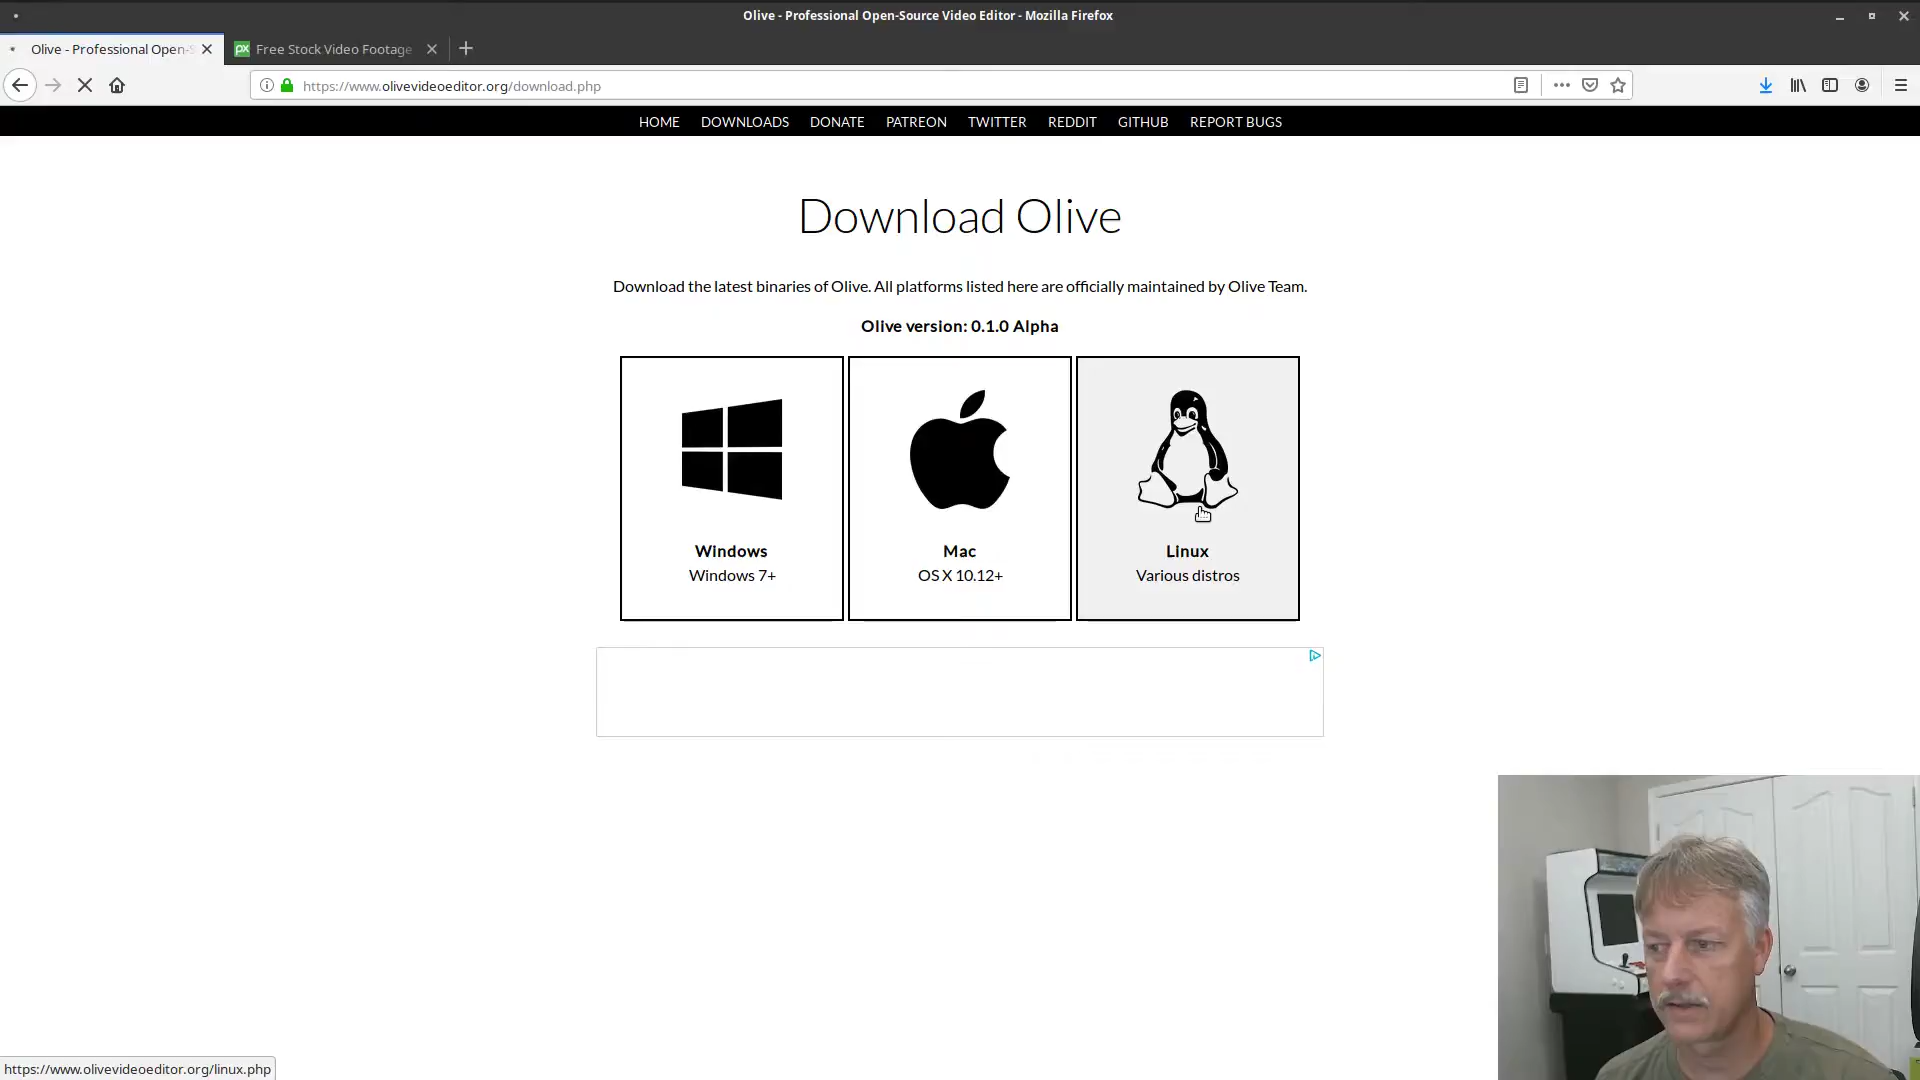 Olive - Professional Open-Source Video Editor - Mozilla Firefox
Olive - Professional Open-S
px Free Stock Video Footage
https://www.olivevideoeditor.org/download.php
HOME DOWNLOADS DONATE PATREON TWITTER REDDIT GITHUB REPORT BUGS
Download Olive
Download the latest binaries of Olive. All platforms listed here are officially maintained by Olive Team.
Olive version: 0.1.0 Alpha
Windows
Windows 7+
Mac
OS X 10.12+
Linux
Various distros
https://www.olivevideoeditor.org/linux.php